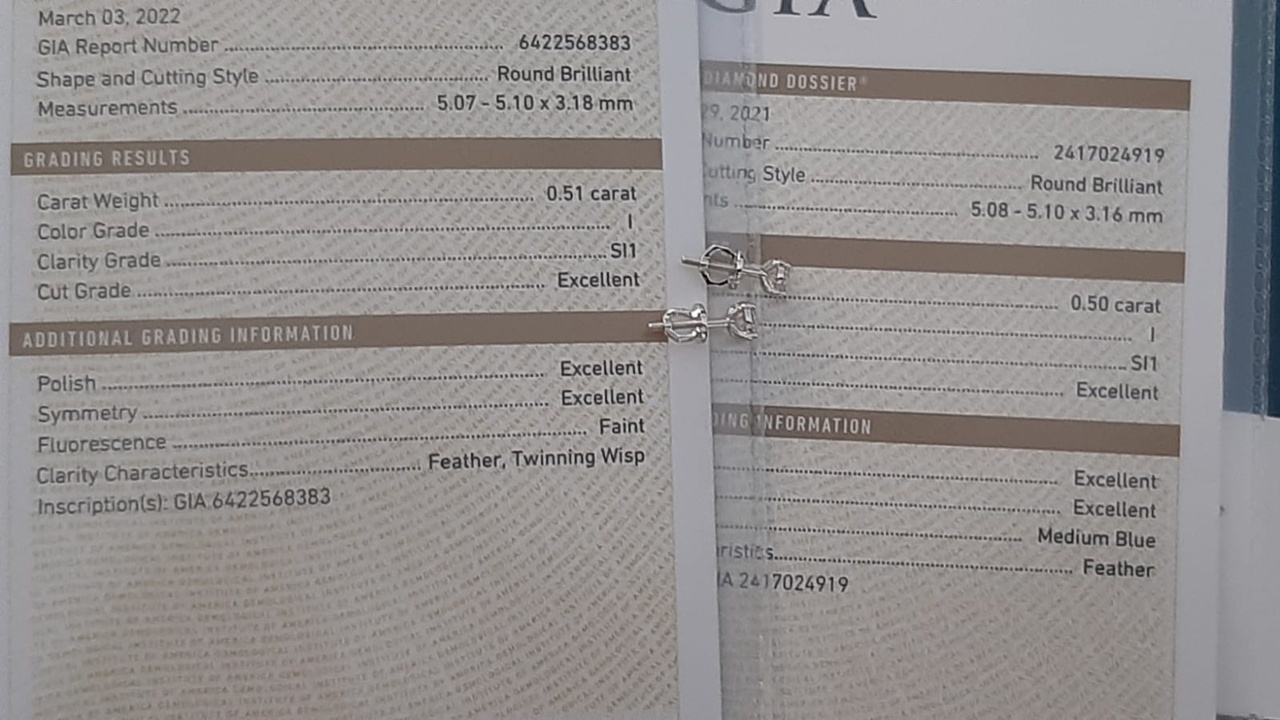 March 03, 2022
GIA Report Number 6422568383
Shape and Cutting Style Round Brilliant
Measurements 5.07 - 5.10 x 3.18 mm
GRADING RESULTS
Carat Weight 0.51 carat
Color Grade I
Clarity Grade SI1
Cut Grade Excellent
ADDITIONAL GRADING INFORMATION
Polish Excellent
Symmetry Excellent
Fluorescence Faint
Clarity Characteristics Feather, Twinning Wisp
Inscription(s): GIA 6422568383
GIA
DIAMOND DOSSIER®
29, 2021
Number 2417024919
utting Style Round Brilliant
nts 5.08 - 5.10 x 3.16 mm
0.50 carat
I
SI1
Excellent
DING INFORMATION
Excellent
Excellent
Medium Blue
ristics Feather
IA 2417024919